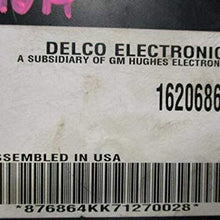 DELCO ELECTRONIC
A SUBSIDIARY OF GM HUGHES ELECTRON
1620686
SSEMBLED IN USA
*876864KK71270028*